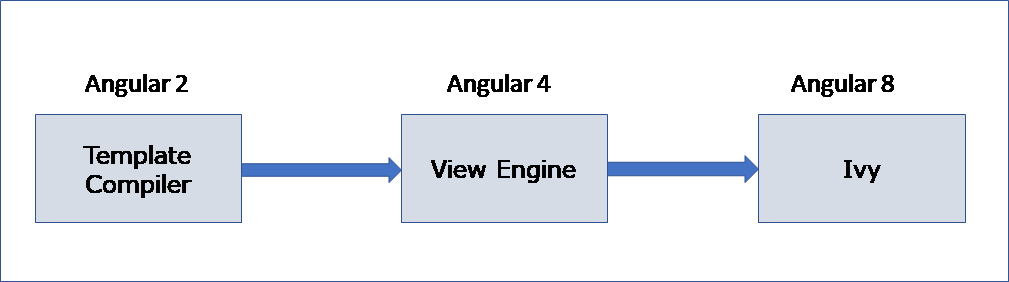 Angular 2
Angular 4
Angular 8
Template
Compiler
View Engine
Ivy